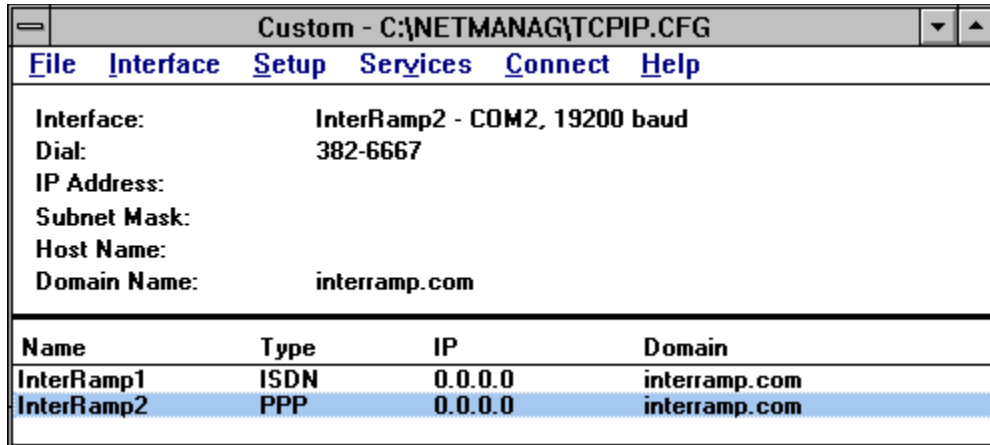 Custom - C:\NETMANAG\TCPIP.CFG
File Interface Setup Services Connect Help
Interface: InterRamp2 - COM2, 19200 baud
Dial: 382-6667
IP Address:
Subnet Mask:
Host Name:
Domain Name: interramp.com
Name Type IP Domain
InterRamp1 ISDN 0.0.0.0 interramp.com
InterRamp2 PPP 0.0.0.0 interramp.com